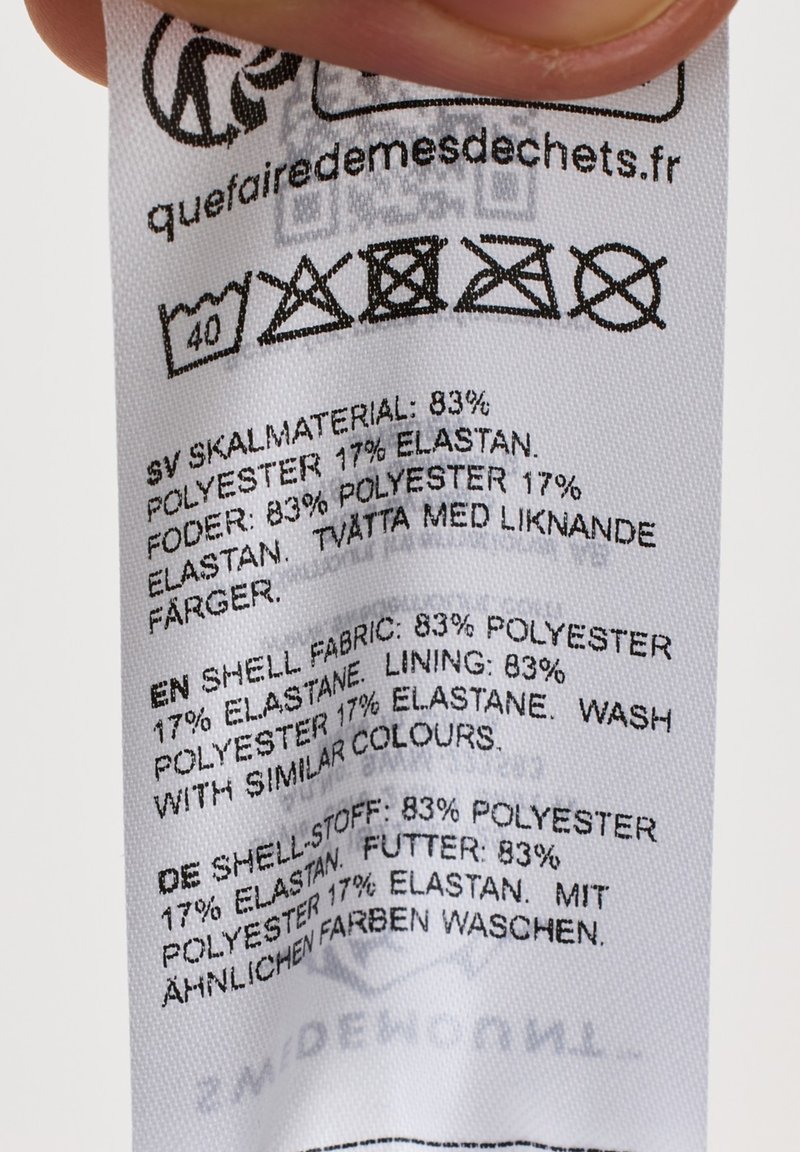 quefairedemesdechets.fr
40
SV SKALMATERIAL: 83%
POLYESTER 17% ELASTAN.
FODER: 83% POLYESTER 17%
ELASTAN. TVÄTTA MED LIKNANDE
FÄRGER.
EN SHELL FABRIC: 83% POLYESTER
17% ELASTANE. LINING: 83%
POLYESTER 17% ELASTANE. WASH
WITH SIMILAR COLOURS.
DE SHELL-STOFF: 83% POLYESTER
17% ELASTAN. FUTTER: 83%
POLYESTER 17% ELASTAN. MIT
ÄHNLICHEN FARBEN WASCHEN.
SWEDEMOUNT